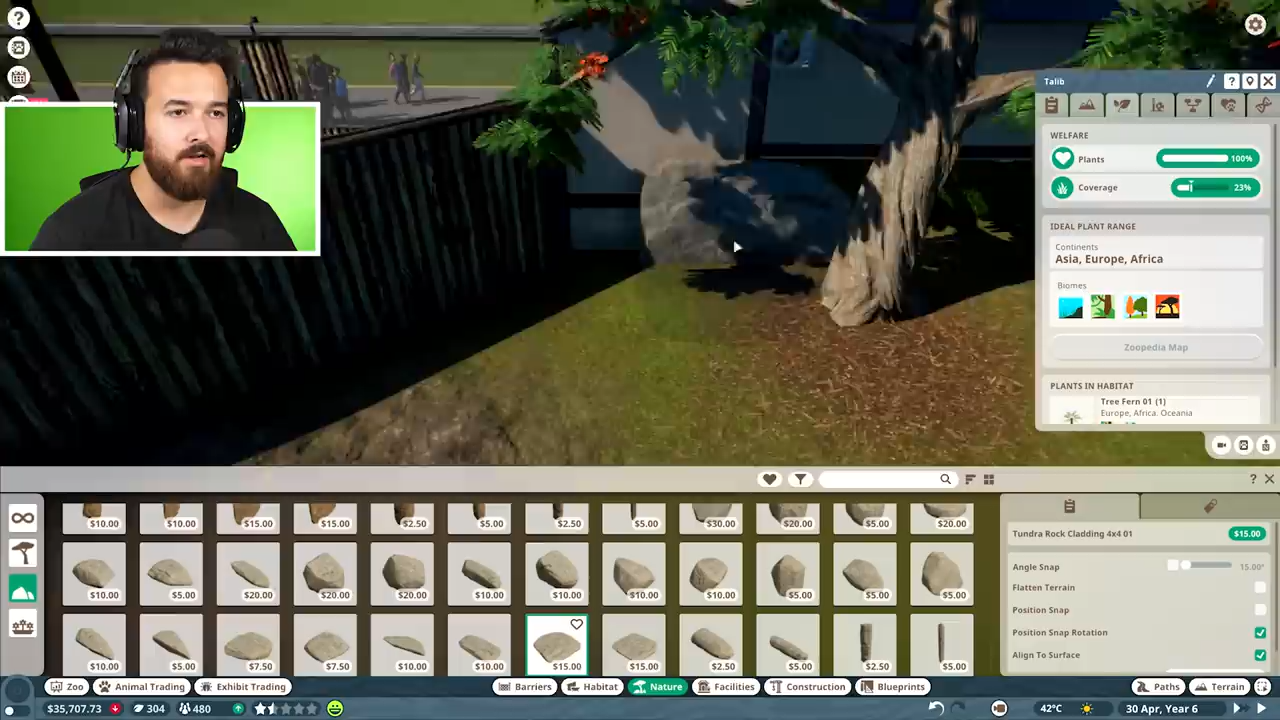 Talib
WELFARE
Plants
100%
Coverage
23%
IDEAL PLANT RANGE
Continents
Asia, Europe, Africa
Biomes
Zoopedia Map
PLANTS IN HABITAT
Tree Fern 01 (1)
Europe, Africa, Oceania
$10.00 $10.00 $15.00 $15.00 $2.50 $5.00 $2.50 $5.00 $30.00 $20.00 $5.00 $20.00
$10.00 $5.00 $20.00 $20.00 $20.00 $10.00 $10.00 $10.00 $10.00 $5.00 $5.00 $5.00
$10.00 $5.00 $7.50 $7.50 $10.00 $10.00 $15.00 $15.00 $2.50 $5.00 $2.50 $5.00
Tundra Rock Cladding 4x4 01
$15.00
Angle Snap
15.00°
Flatten Terrain
Position Snap
Position Snap Rotation
Align To Surface
Zoo
Animal Trading
Exhibit Trading
Barriers
Habitat
Nature
Facilities
Construction
Blueprints
Paths
Terrain
$35,707.73
304
480
42°C
30 Apr, Year 6